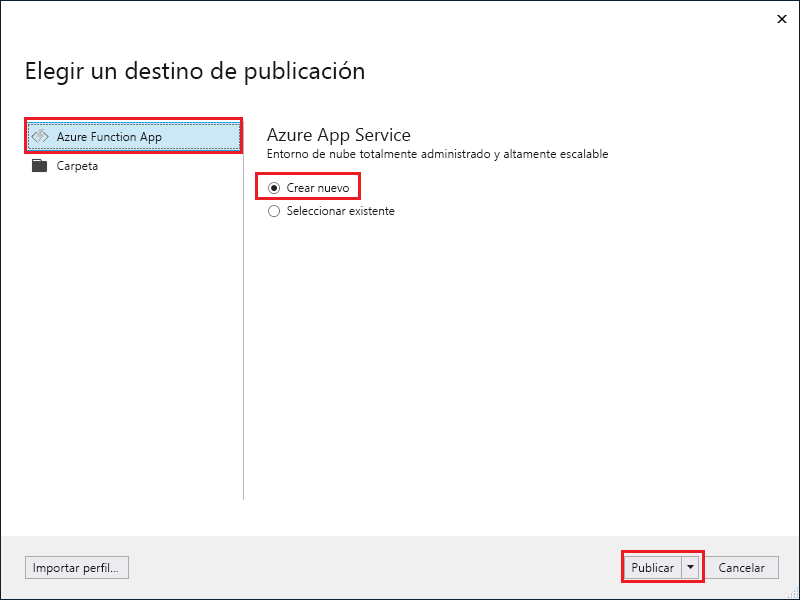 Elegir un destino de publicación
Azure Function App
Carpeta
Azure App Service
Entorno de nube totalmente administrado y altamente escalable
Crear nuevo
Seleccionar existente
Importar perfil...
Publicar
Cancelar